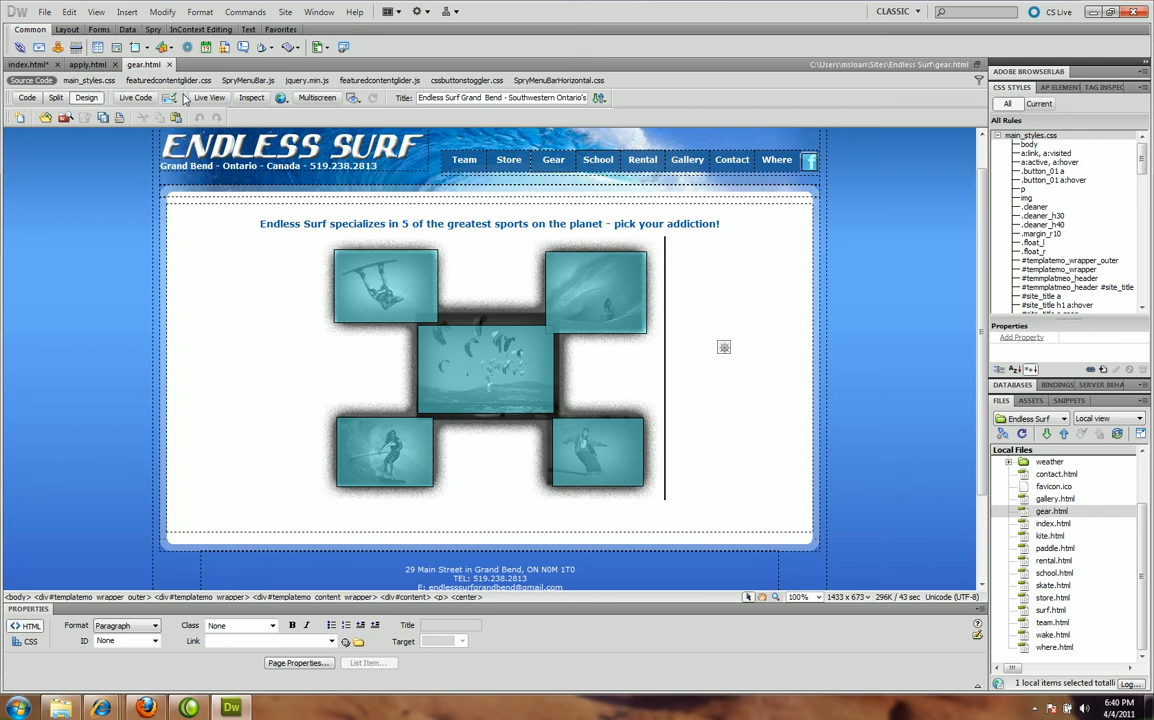 Dw File Edit View Insert Modify Format Commands Site Window Help CLASSIC CS Live
Common Layout Forms Data Spry InContext Editing Text Favorites
index.html* apply.html gear.html C:\Users\msloan\Sites\Endless Surf\gear.html
Source Code main_styles.css featuredcontentglider.css SpryMenuBar.js jquery.min.js featuredcontentglider.js cssbuttonstoggler.css SpryMenuBarHorizontal.css
Code Split Design Live Code Live View Inspect Multiscreen Title: Endless Surf Grand Bend - Southwestern Ontario's
ENDLESS SURF
Grand Bend - Ontario - Canada - 519.238.2813
Team Store Gear School Rental Gallery Contact Where f
Endless Surf specializes in 5 of the greatest sports on the planet - pick your addiction!
29 Main Street in Grand Bend, ON N0M 1T0
TEL: 519.238.2813
E: endlesssurfgrandbend@gmail.com
<body> <div#templatemo_wrapper_outer> <div#templatemo_wrapper> <div#templatemo_content_wrapper> <div#content> <p> <center> 100% 1433 x 673 296K / 43 sec Unicode (UTF-8)
PROPERTIES
HTML Format Paragraph Class None B I Title
CSS ID None Link Target
Page Properties... List Item...
ADOBE BROWSERLAB
CSS STYLES AP ELEMENT TAG INSPEC
All Current
All Rules
main_styles.css
body
a:link, a:visited
a:active, a:hover
.button_01 a
.button_01 a:hover
p
img
.cleaner
.cleaner_h30
.cleaner_h40
.margin_r10
.float_l
.float_r
#templatemo_wrapper_outer
#templatemo_wrapper
#templatmeo_header
#temmplatmeo_header #site_title
#site_title a
#site_title h1 a:hover
Properties
Add Property
DATABASES BINDINGS SERVER BEHA
FILES ASSETS SNIPPETS
Endless Surf Local view
Local Files
weather
contact.html
favicon.ico
gallery.html
gear.html
index.html
kite.html
paddle.html
rental.html
school.html
skate.html
store.html
surf.html
team.html
wake.html
where.html
1 local items selected totalli Log...
Dw
6:40 PM
4/4/2011